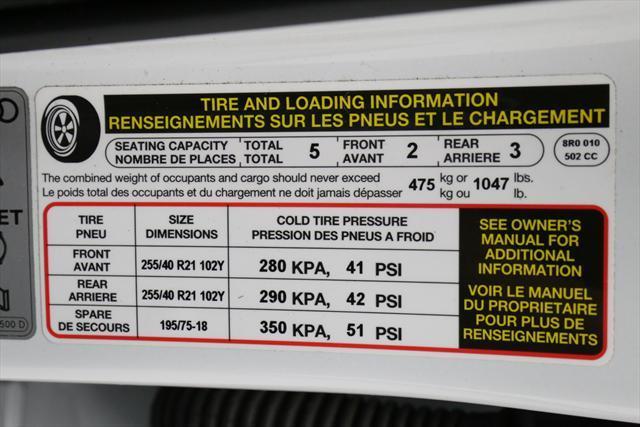 TIRE AND LOADING INFORMATION
RENSEIGNEMENTS SUR LES PNEUS ET LE CHARGEMENT
SEATING CAPACITY TOTAL 5 FRONT 2 REAR 3
NOMBRE DE PLACES TOTAL AVANT ARRIERE
8R0 010
502 CC
The combined weight of occupants and cargo should never exceed 475 kg or 1047 lbs.
Le poids total des occupants et du chargement ne doit jamais dépasser kg ou lb.
TIRE SIZE COLD TIRE PRESSURE
PNEU DIMENSIONS PRESSION DES PNEUS A FROID
FRONT
AVANT 255/40 R21 102Y 280 KPA, 41 PSI
REAR
ARRIERE 255/40 R21 102Y 290 KPA, 42 PSI
SPARE
DE SECOURS 195/75-18 350 KPA, 51 PSI
SEE OWNER'S
MANUAL FOR
ADDITIONAL
INFORMATION
VOIR LE MANUEL
DU PROPRIETAIRE
POUR PLUS DE
RENSEIGNEMENTS
ET
500 D